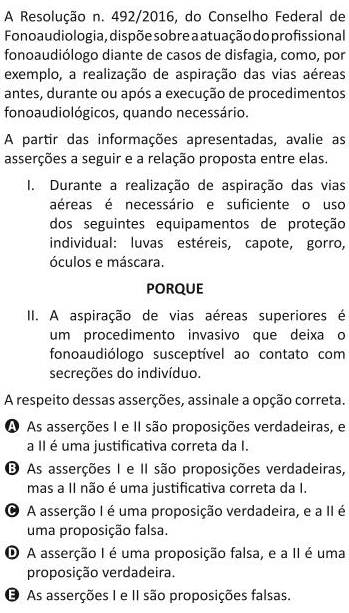 A Resolução n. 492/2016, do Conselho Federal de
Fonoaudiologia, dispõe sobre a atuação do profissional
fonoaudiólogo diante de casos de disfagia, como, por
exemplo, a realização de aspiração das vias aéreas
antes, durante ou após a execução de procedimentos
fonoaudiológicos, quando necessário.
A partir das informações apresentadas, avalie as
asserções a seguir e a relação proposta entre elas.
I. Durante a realização de aspiração das vias
aéreas é necessário e suficiente o uso
dos seguintes equipamentos de proteção
individual: luvas estéreis, capote, gorro,
óculos e máscara.
PORQUE
II. A aspiração de vias aéreas superiores é
um procedimento invasivo que deixa o
fonoaudiólogo susceptível ao contato com
secreções do indivíduo.
A respeito dessas asserções, assinale a opção correta.
A As asserções I e II são proposições verdadeiras, e
a II é uma justificativa correta da I.
B As asserções I e II são proposições verdadeiras,
mas a II não é uma justificativa correta da I.
C A asserção I é uma proposição verdadeira, e a II é
uma proposição falsa.
D A asserção I é uma proposição falsa, e a II é uma
proposição verdadeira.
E As asserções I e II são proposições falsas.